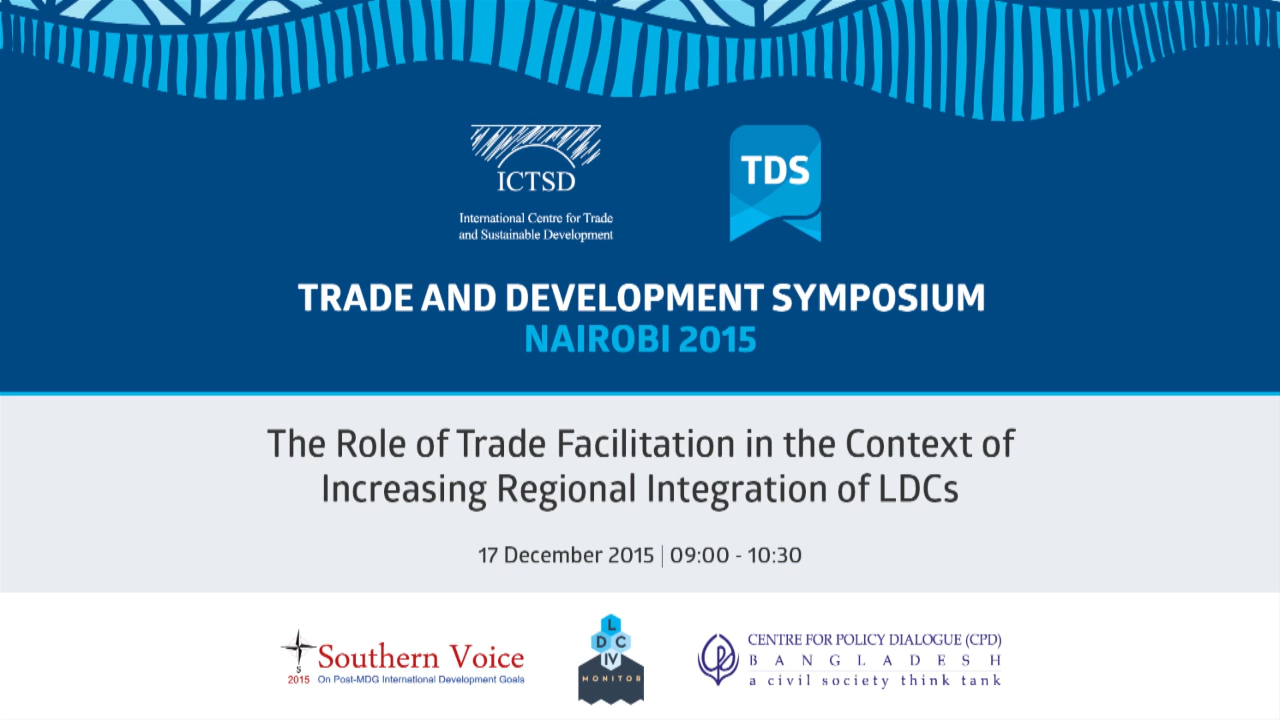 ICTSD
International Centre for Trade
and Sustainable Development
TDS
TRADE AND DEVELOPMENT SYMPOSIUM
NAIROBI 2015
The Role of Trade Facilitation in the Context of
Increasing Regional Integration of LDCs
17 December 2015 | 09:00 - 10:30
S
2015
Southern Voice
On Post-MDG International Development Goals
L
D C
IV
MONITOR
CENTRE FOR POLICY DIALOGUE (CPD)
BANGLADESH
a civil society think tank